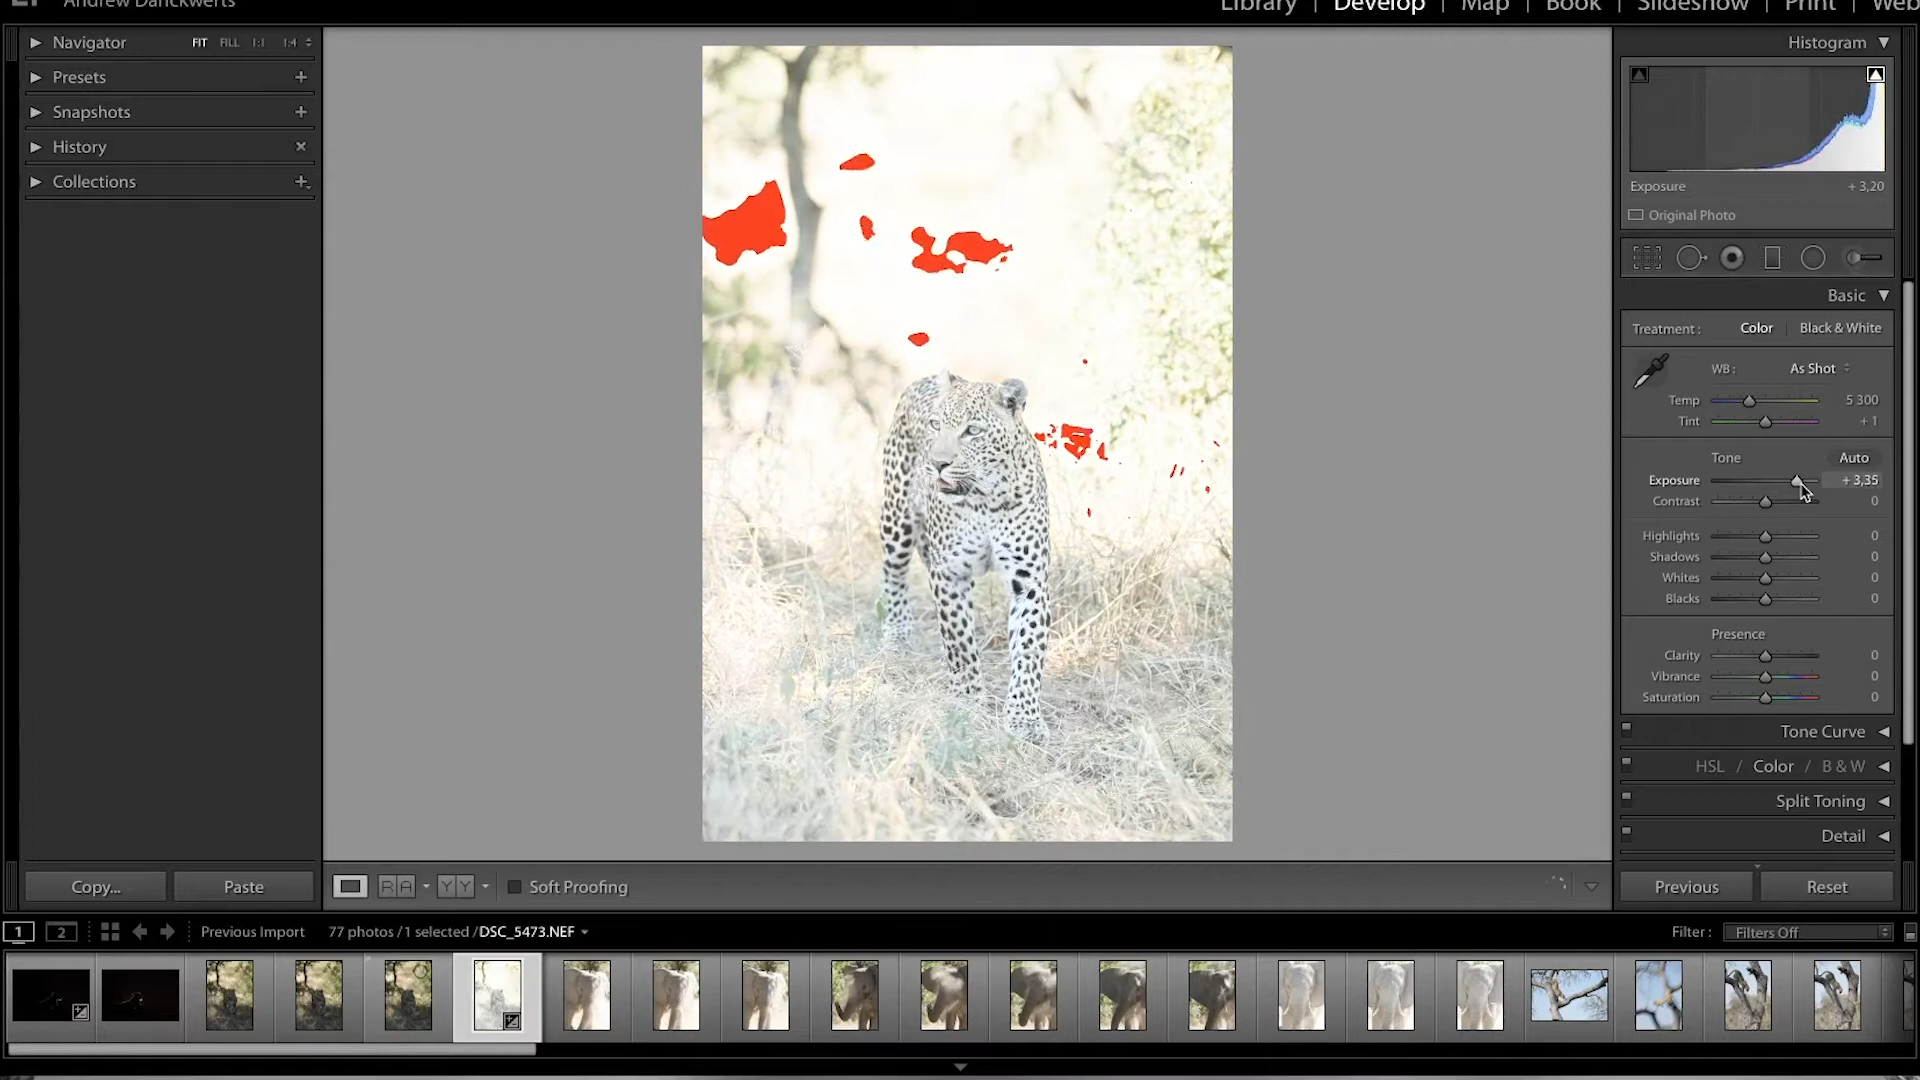 Andrew Danckwerts
Library | Develop | Map | Book | Slideshow | Print | Web
Navigator FIT FILL 1:1 1:4
Presets
Snapshots
History
Collections
Histogram
Exposure + 3,20
Original Photo
Basic
Treatment : Color Black & White
WB : As Shot
Temp 5 300
Tint + 1
Tone Auto
Exposure + 3,35
Contrast 0
Highlights 0
Shadows 0
Whites 0
Blacks 0
Presence
Clarity 0
Vibrance 0
Saturation 0
Tone Curve
HSL / Color / B & W
Split Toning
Detail
Copy... Paste
R A Y Y Soft Proofing
Previous Reset
1 2 Previous Import 77 photos / 1 selected / DSC_5473.NEF Filter : Filters Off